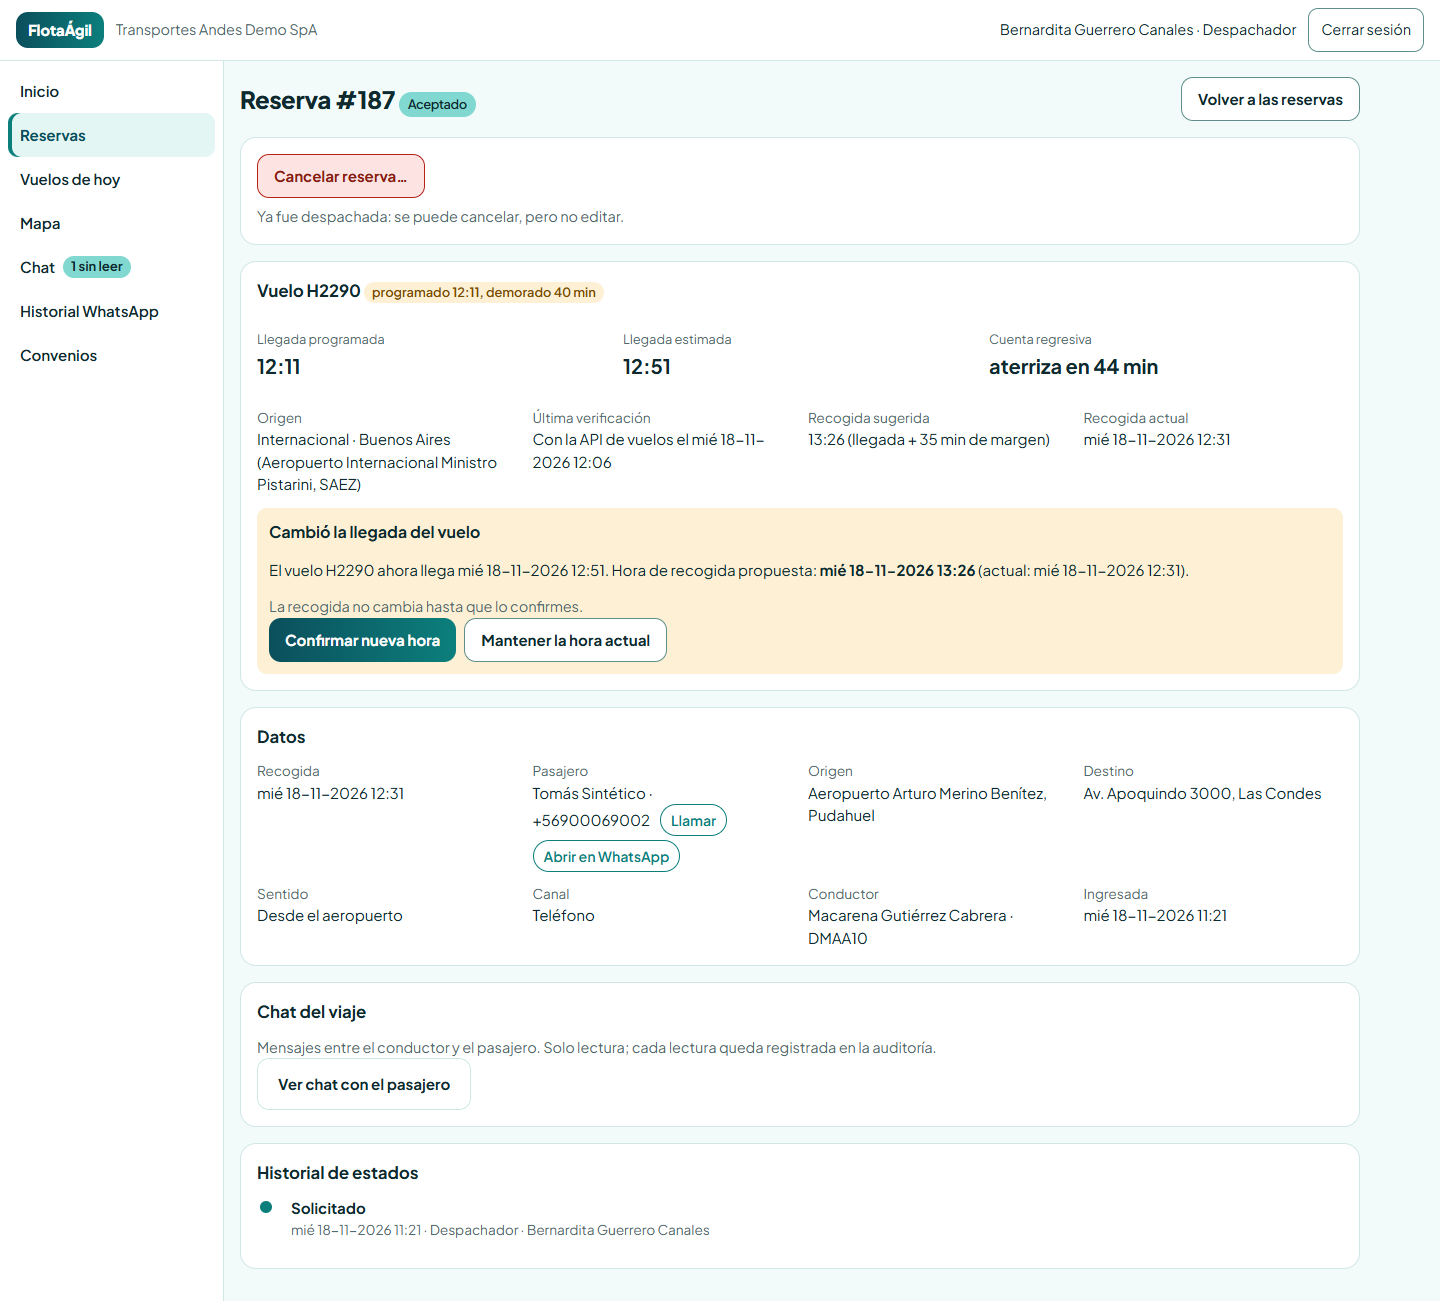 FlotaÁgil
Transportes Andes Demo SpA
Bernardita Guerrero Canales · Despachador
Cerrar sesión
Inicio
Reservas
Vuelos de hoy
Mapa
Chat
1 sin leer
Historial WhatsApp
Convenios
Reserva #187
Aceptado
Volver a las reservas
Cancelar reserva…
Ya fue despachada: se puede cancelar, pero no editar.
Vuelo H2290
programado 12:11, demorado 40 min
Llegada programada
12:11
Llegada estimada
12:51
Cuenta regresiva
aterriza en 44 min
Origen
Internacional · Buenos Aires
(Aeropuerto Internacional Ministro
Pistarini, SAEZ)
Última verificación
Con la API de vuelos el mié 18-11-
2026 12:06
Recogida sugerida
13:26 (llegada + 35 min de margen)
Recogida actual
mié 18-11-2026 12:31
Cambió la llegada del vuelo
El vuelo H2290 ahora llega mié 18-11-2026 12:51. Hora de recogida propuesta: mié 18-11-2026 13:26 (actual: mié 18-11-2026 12:31).
La recogida no cambia hasta que lo confirmes.
Confirmar nueva hora
Mantener la hora actual
Datos
Recogida
mié 18-11-2026 12:31
Pasajero
Tomás Sintético ·
+56900069002
Llamar
Abrir en WhatsApp
Origen
Aeropuerto Arturo Merino Benítez,
Pudahuel
Destino
Av. Apoquindo 3000, Las Condes
Sentido
Desde el aeropuerto
Canal
Teléfono
Conductor
Macarena Gutiérrez Cabrera ·
DMAA10
Ingresada
mié 18-11-2026 11:21
Chat del viaje
Mensajes entre el conductor y el pasajero. Solo lectura; cada lectura queda registrada en la auditoría.
Ver chat con el pasajero
Historial de estados
Solicitado
mié 18-11-2026 11:21 · Despachador · Bernardita Guerrero Canales